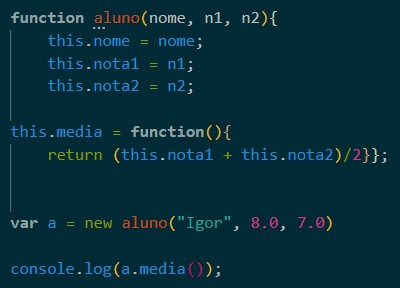 function aluno(nome, n1, n2){
    this.nome = nome;
    this.nota1 = n1;
    this.nota2 = n2;
this.media = function(){
    return (this.nota1 + this.nota2)/2}};
var a = new aluno("Igor", 8.0, 7.0)
console.log(a.media());